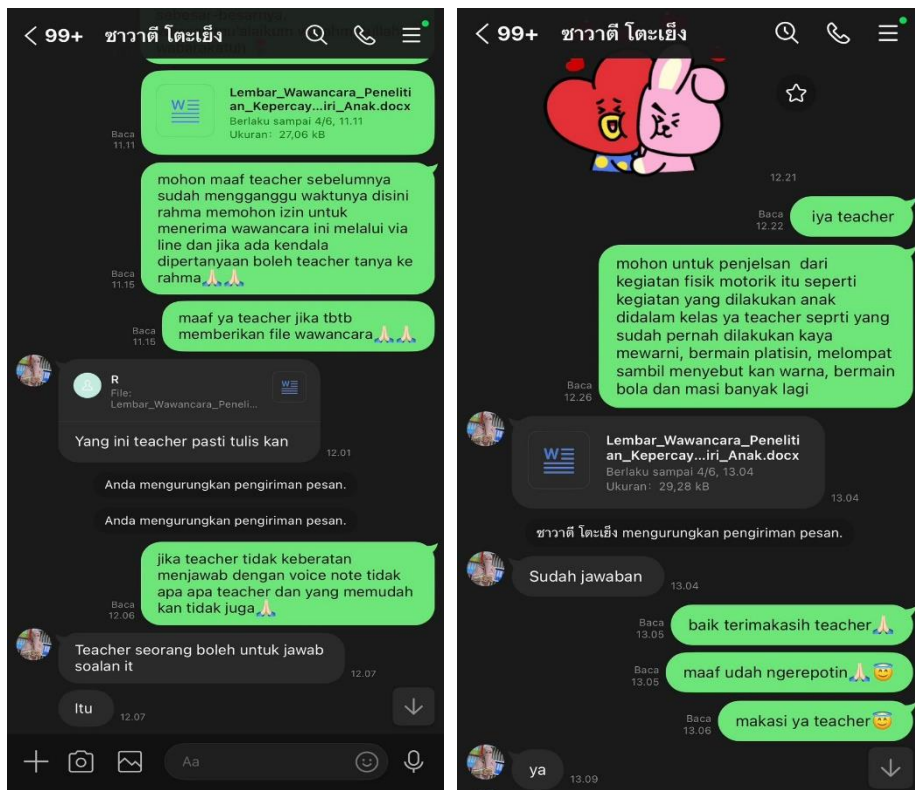 99+ ซาวาตี โตะเย็ง
Lembar_Wawancara_Peneliti
an_Kepercay...iri_Anak.docx
Berlaku sampai 4/6, 11.11
Ukuran: 27,06 kB
Baca
11.11
mohon maaf teacher sebelumnya
sudah mengganggu waktunya disini
rahma memohon izin untuk
menerima wawancara ini melalui via
line dan jika ada kendala
dipertanyaan boleh teacher tanya ke
rahma🙏🏻🙏🏻
Baca
11.15
maaf ya teacher jika tbtb
memberikan file wawancara🙏🏻🙏🏻
Baca
11.15
R
File:
Lembar_Wawancara_Peneli...
Yang ini teacher pasti tulis kan
12.01
Anda mengurungkan pengiriman pesan.
Anda mengurungkan pengiriman pesan.
jika teacher tidak keberatan
menjawab dengan voice note tidak
apa apa teacher dan yang memudah
kan tidak juga🙏🏻
Baca
12.06
Teacher seorang boleh untuk jawab
soalan it
12.07
Itu
12.07
Aa
99+ ซาวาตี โตะเย็ง
12.21
iya teacher
Baca
12.22
mohon untuk penjelsan dari
kegiatan fisik motorik itu seperti
kegiatan yang dilakukan anak
didalam kelas ya teacher seprti yang
sudah pernah dilakukan kaya
mewarni, bermain platisin, melompat
sambil menyebut kan warna, bermain
bola dan masi banyak lagi
Baca
12.26
Lembar_Wawancara_Peneliti
an_Kepercay...iri_Anak.docx
Berlaku sampai 4/6, 13.04
Ukuran: 29,28 kB
13.04
ซาวาตี โตะเย็ง mengurungkan pengiriman pesan.
Sudah jawaban
13.04
baik terimakasih teacher🙏🏻
Baca
13.05
maaf udah ngerepotin🙏🏻😇
Baca
13.05
makasi ya teacher😇
Baca
13.06
ya
13.09